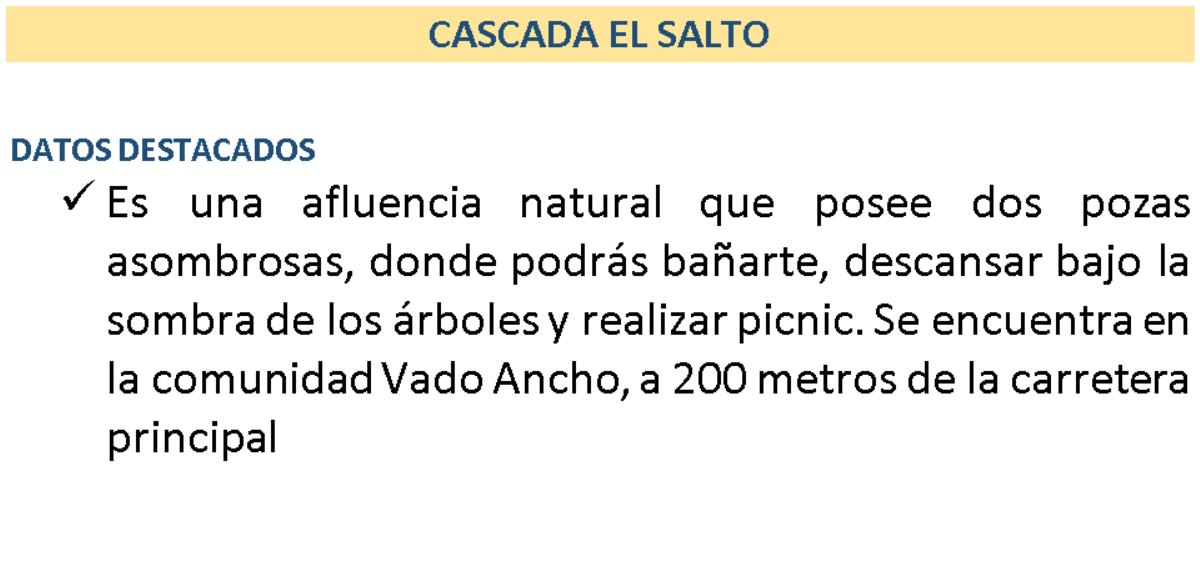 CASCADA EL SALTO
DATOS DESTACADOS
✓ Es una afluencia natural que posee dos pozas
asombrosas, donde podrás bañarte, descansar bajo la
sombra de los árboles y realizar picnic. Se encuentra en
la comunidad Vado Ancho, a 200 metros de la carretera
principal